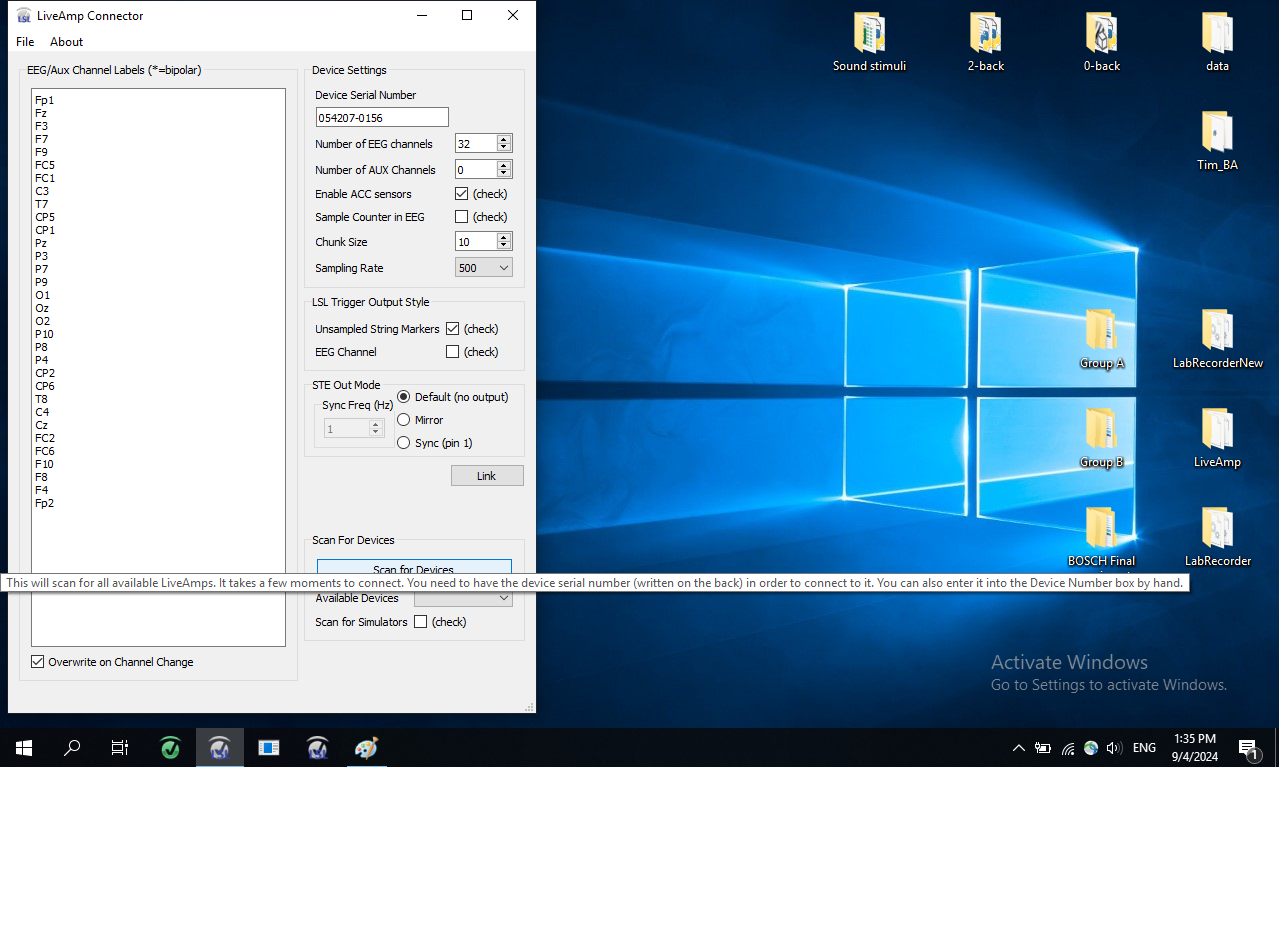 LiveAmp Connector
File About
EEG/Aux Channel Labels (*=bipolar)
Fp1
Fz
F3
F7
F9
FC5
FC1
C3
T7
CP5
CP1
Pz
P3
P7
P9
O1
Oz
O2
P10
P8
P4
CP2
CP6
T8
C4
Cz
FC2
FC6
F10
F8
F4
Fp2
Overwrite on Channel Change
Device Settings
Device Serial Number
054207-0156
Number of EEG channels 32
Number of AUX Channels 0
Enable ACC sensors (check)
Sample Counter in EEG (check)
Chunk Size 10
Sampling Rate 500
LSL Trigger Output Style
Unsampled String Markers (check)
EEG Channel (check)
STE Out Mode
Sync Freq (Hz)
1
Default (no output)
Mirror
Sync (pin 1)
Link
Scan For Devices
Scan for Devices
This will scan for all available LiveAmps. It takes a few moments to connect. You need to have the device serial number (written on the back) in order to connect to it. You can also enter it into the Device Number box by hand.
Available Devices
Scan for Simulators (check)
Sound stimuli
2-back
0-back
data
Tim_BA
Group A
LabRecorderNew
Group B
LiveAmp
BOSCH Final
LabRecorder
Activate Windows
Go to Settings to activate Windows.
ENG
1:35 PM
9/4/2024
1